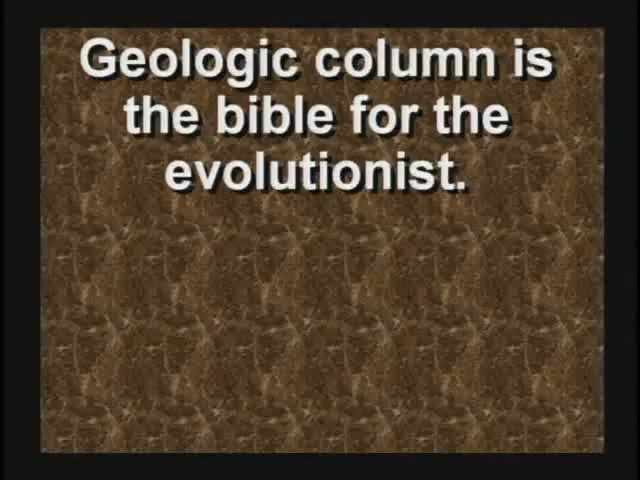 Geologic column is
the bible for the
evolutionist.